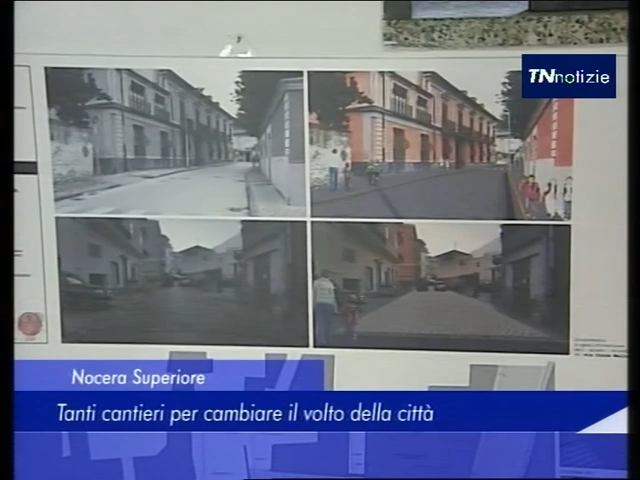 TNnotizie
Nocera Superiore
Tanti cantieri per cambiare il volto della città